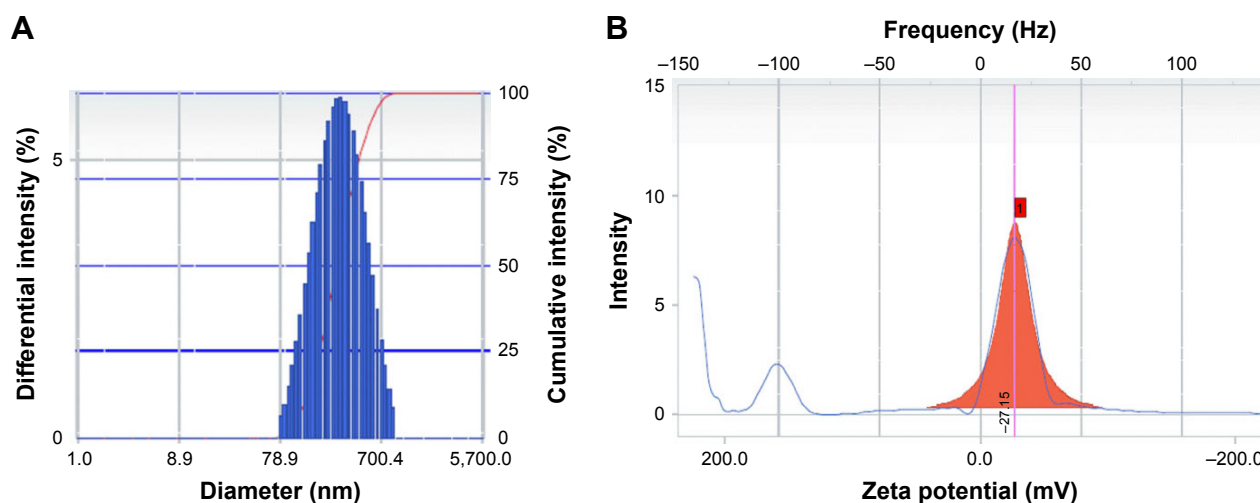 A
Differential intensity (%)
5
0
100
75
50
25
0
Cumulative intensity (%)
1.0 8.9 78.9 700.4 5,700.0
Diameter (nm)
B
Frequency (Hz)
–150 –100 –50 0 50 100
Intensity
15
10
5
0
1
–27.15
200.0 0.0 –200.0
Zeta potential (mV)